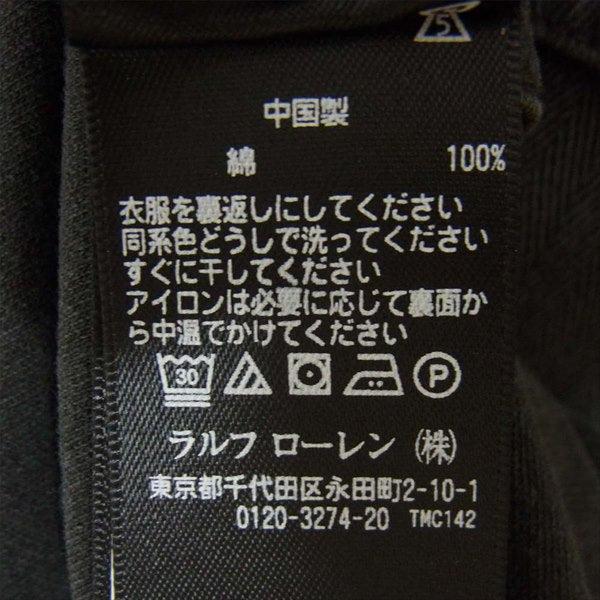 5
中国製
綿 100%
衣服を裏返しにしてください
同系色どうしで洗ってください
すぐに干してください
アイロンは必要に応じて裏面か
ら中温でかけてください
30 P
ラルフ ローレン (株)
東京都千代田区永田町2-10-1
0120-3274-20 TMC142